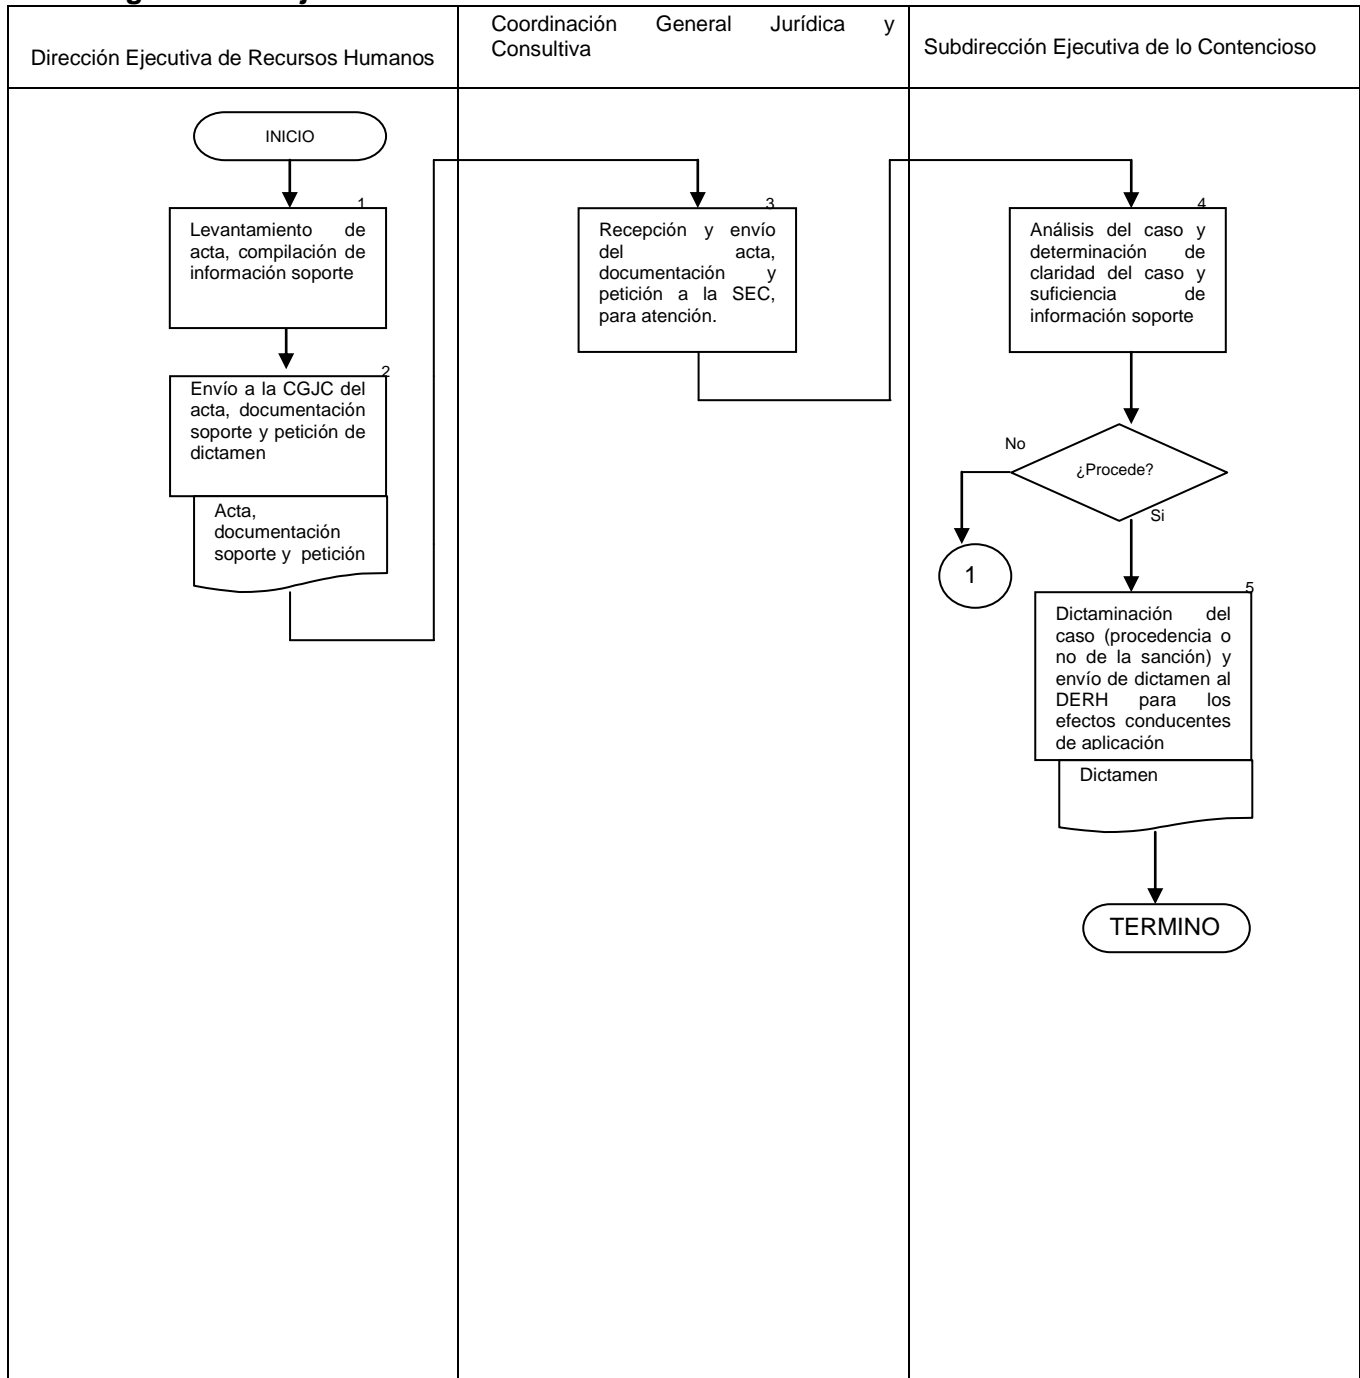 Dirección Ejecutiva de Recursos Humanos
Coordinación General Jurídica y
Consultiva
Subdirección Ejecutiva de lo Contencioso
INICIO
1
Levantamiento de
acta, compilación de
información soporte
2
Envío a la CGJC del
acta, documentación
soporte y petición de
dictamen
Acta,
documentación
soporte y petición
3
Recepción y envío
del acta,
documentación y
petición a la SEC,
para atención.
4
Análisis del caso y
determinación de
claridad del caso y
suficiencia de
información soporte
No
¿Procede?
Si
1
5
Dictaminación del
caso (procedencia o
no de la sanción) y
envío de dictamen al
DERH para los
efectos conducentes
de aplicación
Dictamen
TERMINO